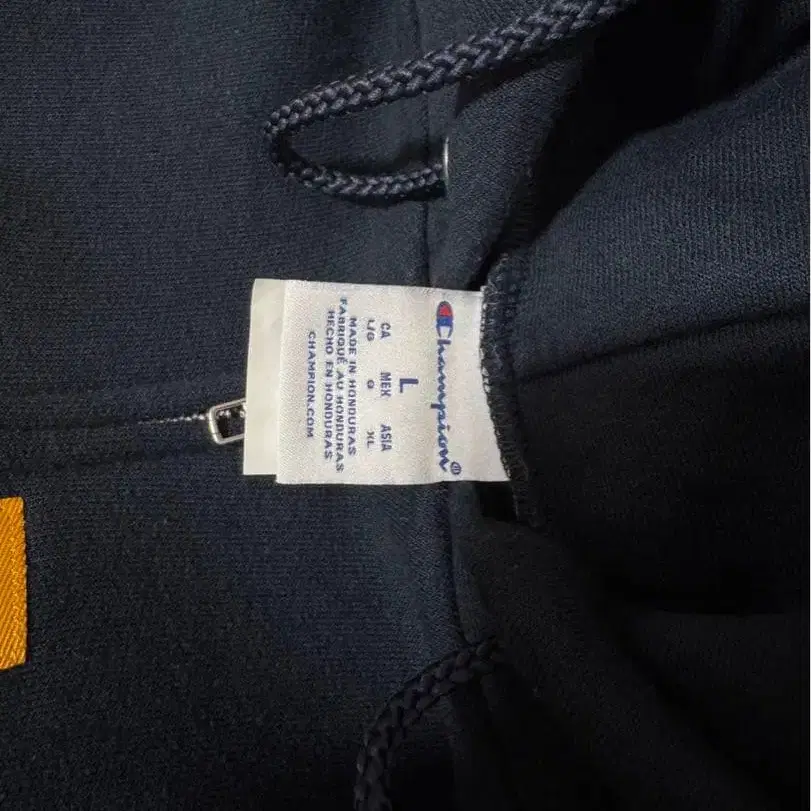 Champion®
L
CA MEX ASIA
L/G G XL
MADE IN HONDURAS
FABRIQUÉ AU HONDURAS
HECHO EN HONDURAS
CHAMPION.COM